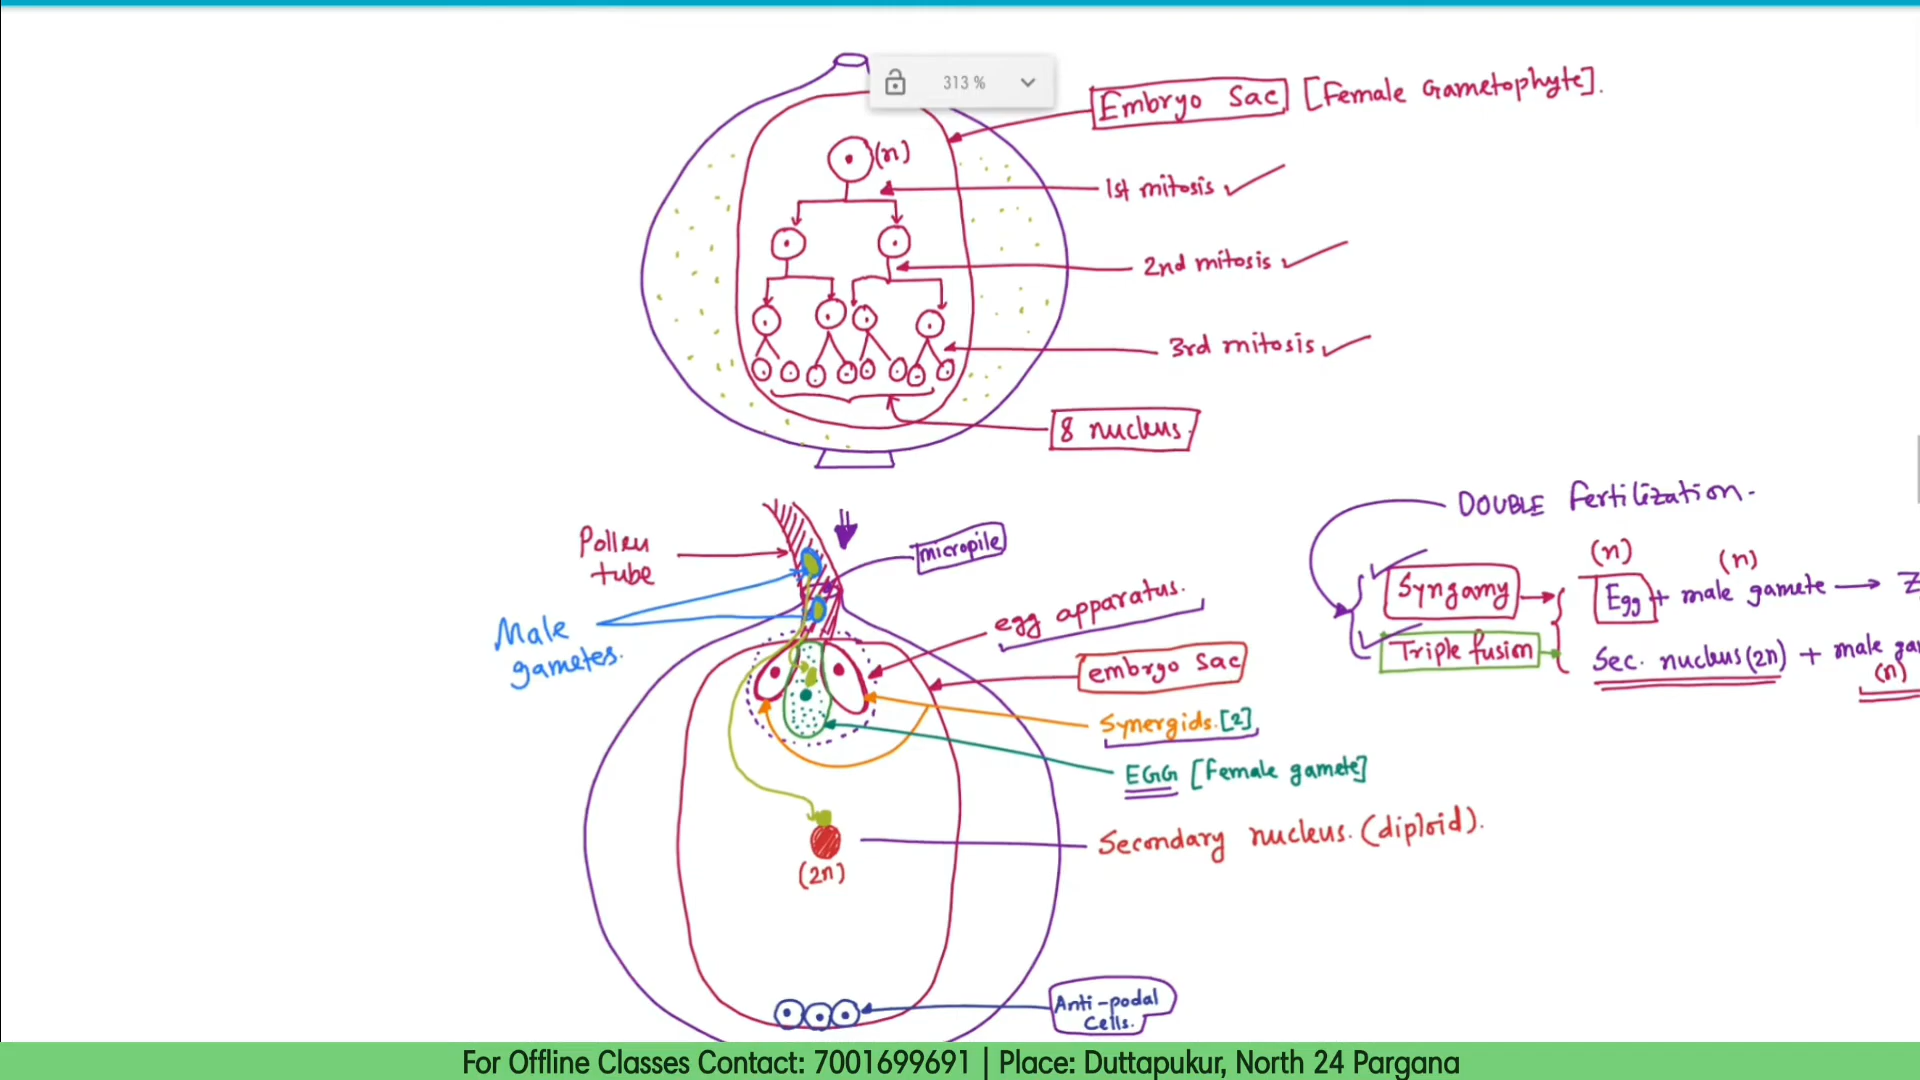 313 %
Embryo Sac [Female Gametophyte].
(n)
1st mitosis
2nd mitosis
3rd mitosis
8 nucleus.
DOUBLE fertilization.
Pollen
tube
micropile
(n)
(n)
Syngamy
Egg + male gamete → Z
Male
gametes.
egg apparatus.
Triple fusion
Sec. nucleus(2n) + male ga
(n)
embryo sac
Synergids.[2]
EGG [Female gamete]
Secondary nucleus. (diploid).
(2n)
Anti-podal
Cells.
For Offline Classes Contact: 7001699691 | Place: Duttapukur, North 24 Pargana